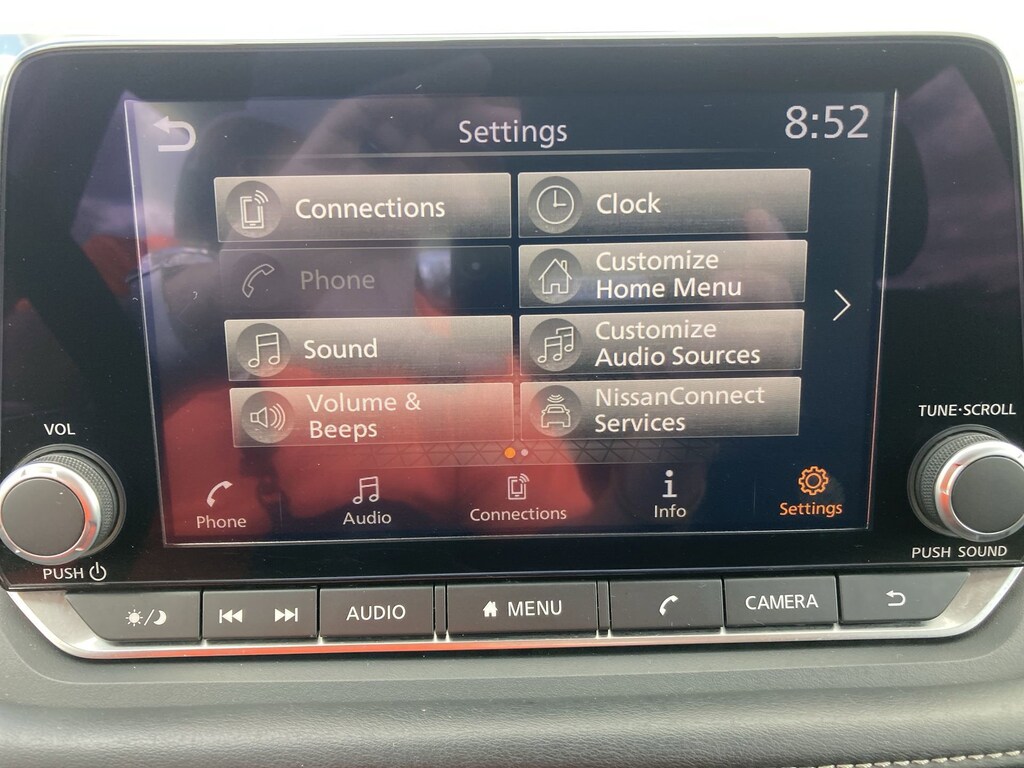 Settings
8:52
Connections
Clock
Phone
Customize
Home Menu
Sound
Customize
Audio Sources
Volume &
Beeps
NissanConnect
Services
Phone
Audio
Connections
Info
Settings
VOL
PUSH
TUNE·SCROLL
PUSH SOUND
AUDIO
MENU
CAMERA